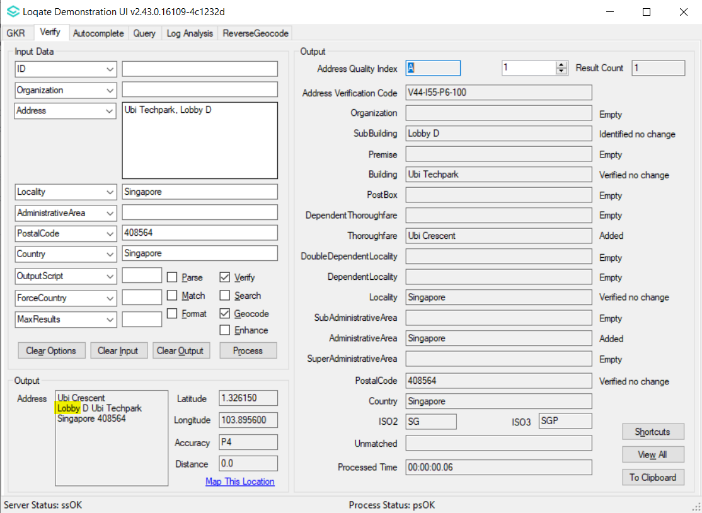 Loqate Demonstration UI v2.43.0.16109-4c1232d
GKR Verify Autocomplete Query Log Analysis ReverseGeocode
Input Data
ID
Organization
Address Ubi Techpark, Lobby D
Locality Singapore
AdministrativeArea
PostalCode 408564
Country Singapore
OutputScript Parse Verify
ForceCountry Match Search
MaxResults Format Geocode
Enhance
Clear Options Clear Input Clear Output Process
Output
Address Ubi Crescent
Lobby D Ubi Techpark
Singapore 408564
Latitude 1.326150
Longitude 103.895600
Accuracy P4
Distance 0.0
Map This Location
Output
Address Quality Index A 1 Result Count 1
Address Verification Code V44-I55-P6-100
Organization Empty
SubBuilding Lobby D Identified no change
Premise Empty
Building Ubi Techpark Verified no change
PostBox Empty
DependentThoroughfare Empty
Thoroughfare Ubi Crescent Added
DoubleDependentLocality Empty
DependentLocality Empty
Locality Singapore Verified no change
SubAdministrativeArea Empty
AdministrativeArea Singapore Added
SuperAdministrativeArea Empty
PostalCode 408564 Verified no change
Country Singapore
ISO2 SG ISO3 SGP
Unmatched
Processed Time 00:00:00.06
Shortcuts
View All
To Clipboard
Server Status: ssOK Process Status: psOK